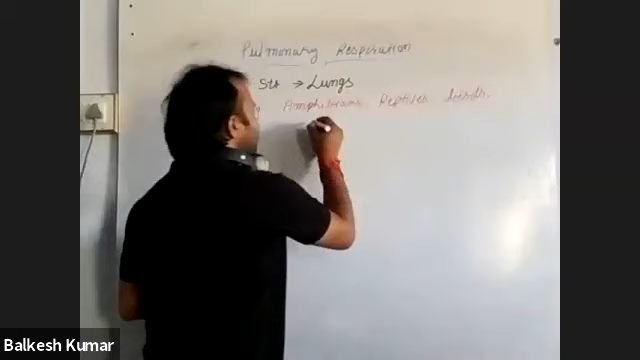 Pulmonary Respiration
Str → Lungs
Amphibians, Reptiles birds,
Balkesh Kumar